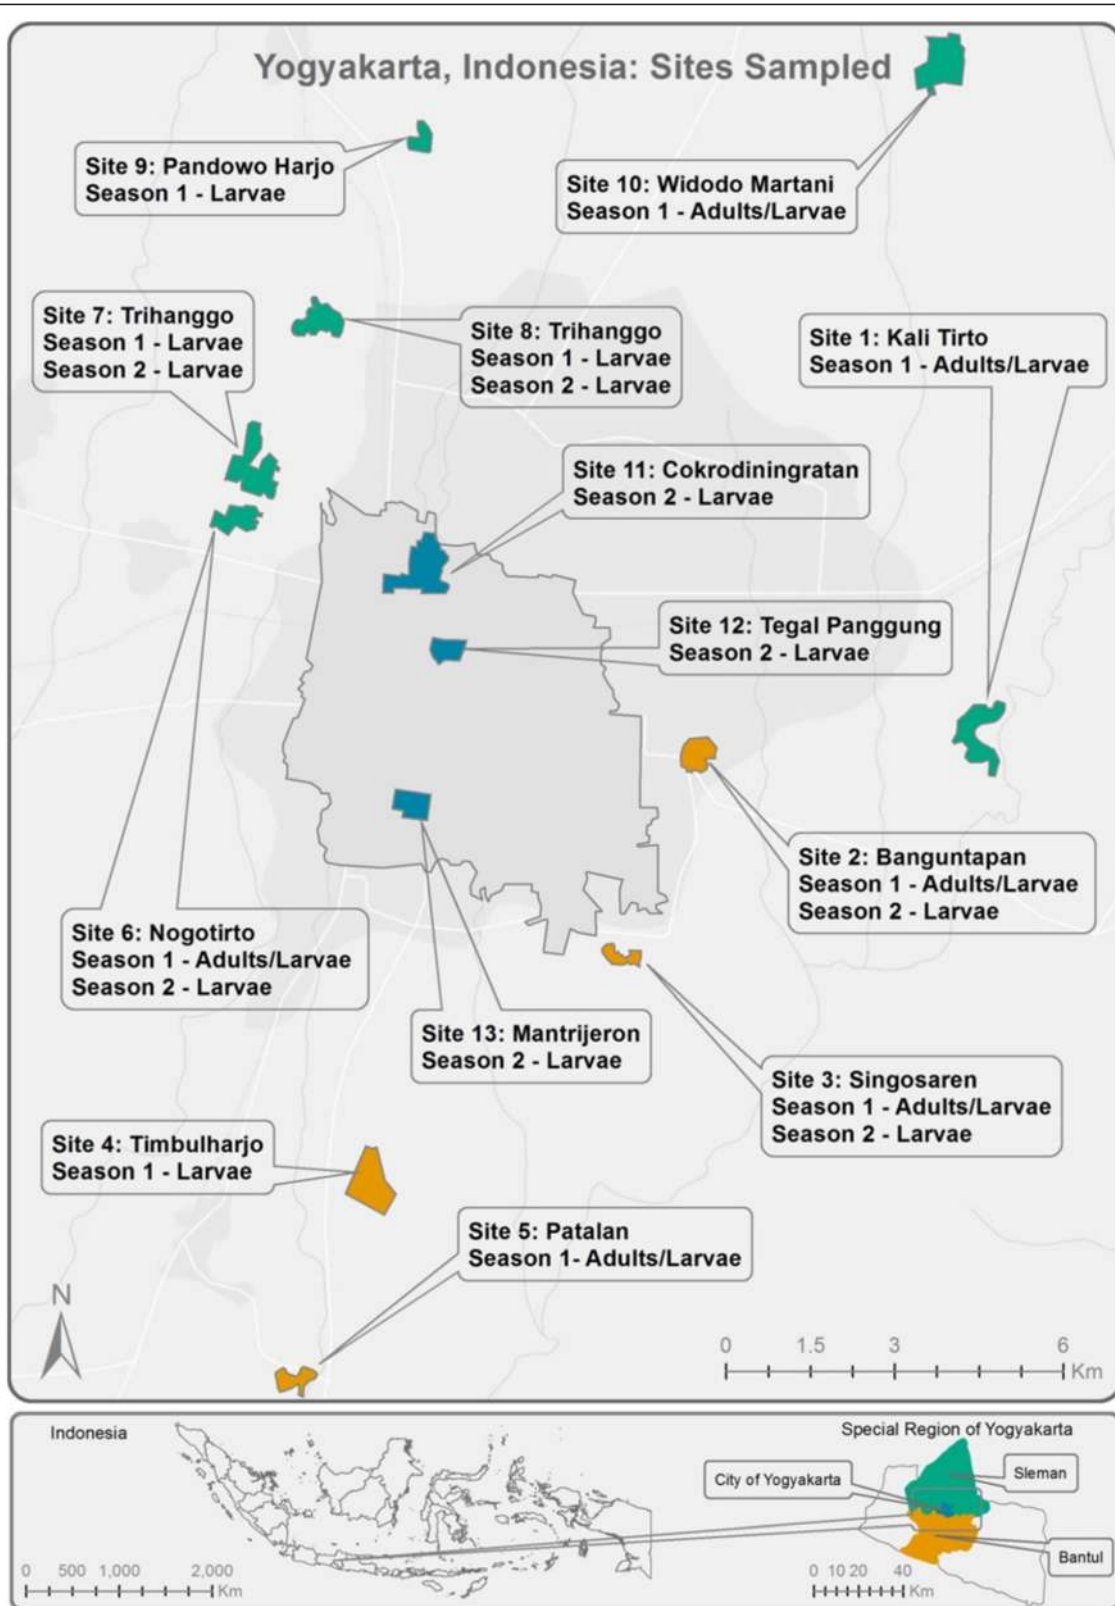 Yogyakarta, Indonesia: Sites Sampled
Site 9: Pandowo Harjo
Season 1 - Larvae
Site 10: Widodo Martani
Season 1 - Adults/Larvae
Site 7: Trihanggo
Season 1 - Larvae
Season 2 - Larvae
Site 8: Trihanggo
Season 1 - Larvae
Season 2 - Larvae
Site 1: Kali Tirto
Season 1 - Adults/Larvae
Site 11: Cokrodiningratan
Season 2 - Larvae
Site 12: Tegal Panggung
Season 2 - Larvae
Site 2: Banguntapan
Season 1 - Adults/Larvae
Season 2 - Larvae
Site 6: Nogotirto
Season 1 - Adults/Larvae
Season 2 - Larvae
Site 13: Mantrijeron
Season 2 - Larvae
Site 3: Singosaren
Season 1 - Adults/Larvae
Season 2 - Larvae
Site 4: Timbulharjo
Season 1 - Larvae
Site 5: Patalan
Season 1- Adults/Larvae
N
0 1.5 3 6
Km
Indonesia
Special Region of Yogyakarta
City of Yogyakarta
Sleman
Bantul
0 500 1,000 2,000
Km
0 10 20 40
Km